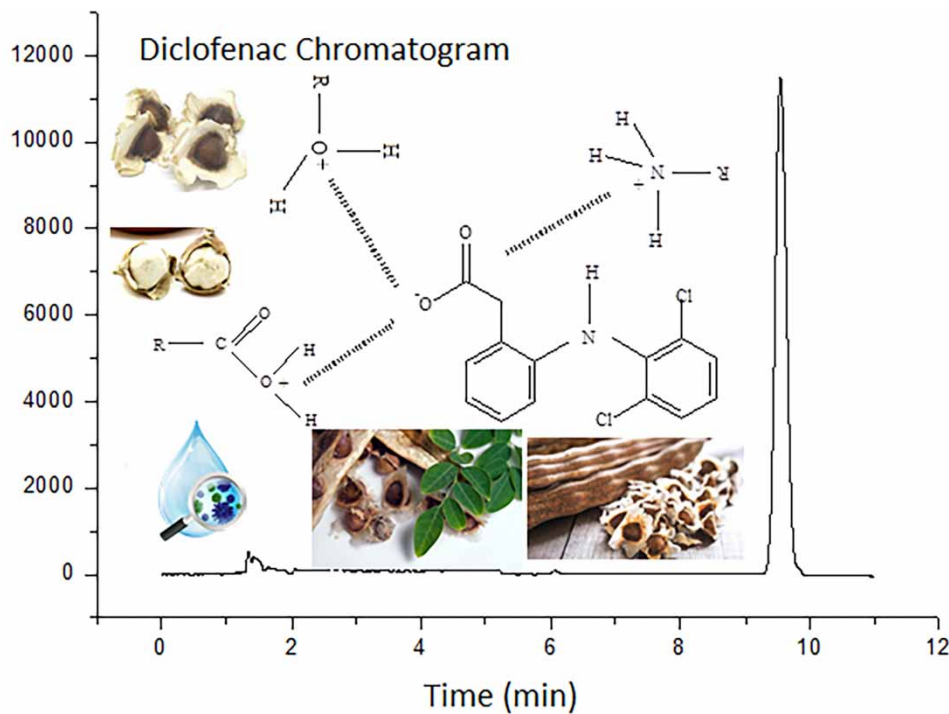 Diclofenac Chromatogram
12000
10000
8000
6000
4000
2000
0
R
O
+
H
H
H
H
N
+
R
H
O
-
O
H
N
Cl
Cl
R
C
O
O
+
H
H
0
2
4
6
8
10
12
Time (min)